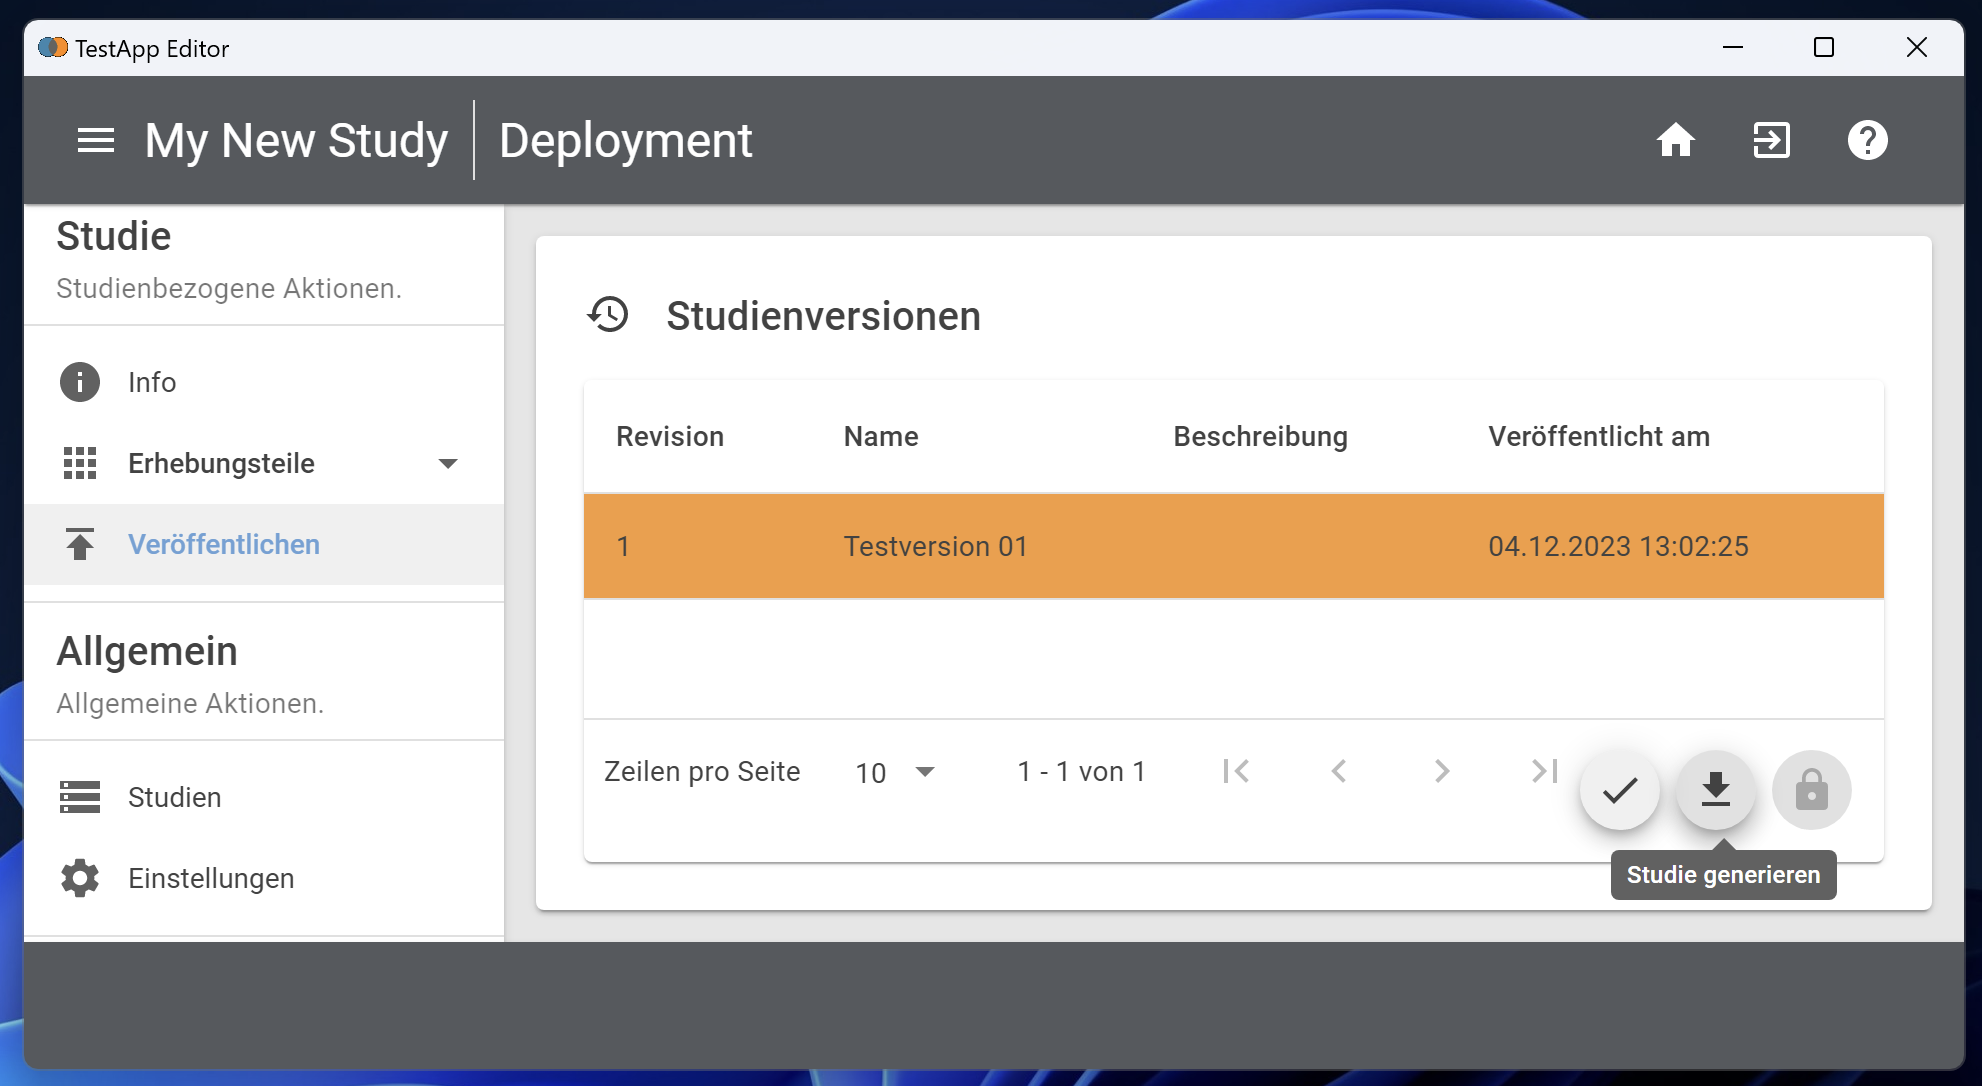 TestApp Editor
My New Study Deployment
Studie
Studienbezogene Aktionen.
Info
Erhebungsteile
Veröffentlichen
Allgemein
Allgemeine Aktionen.
Studien
Einstellungen
Studienversionen
Revision Name Beschreibung Veröffentlicht am
1 Testversion 01 04.12.2023 13:02:25
Zeilen pro Seite 10 1 - 1 von 1
Studie generieren